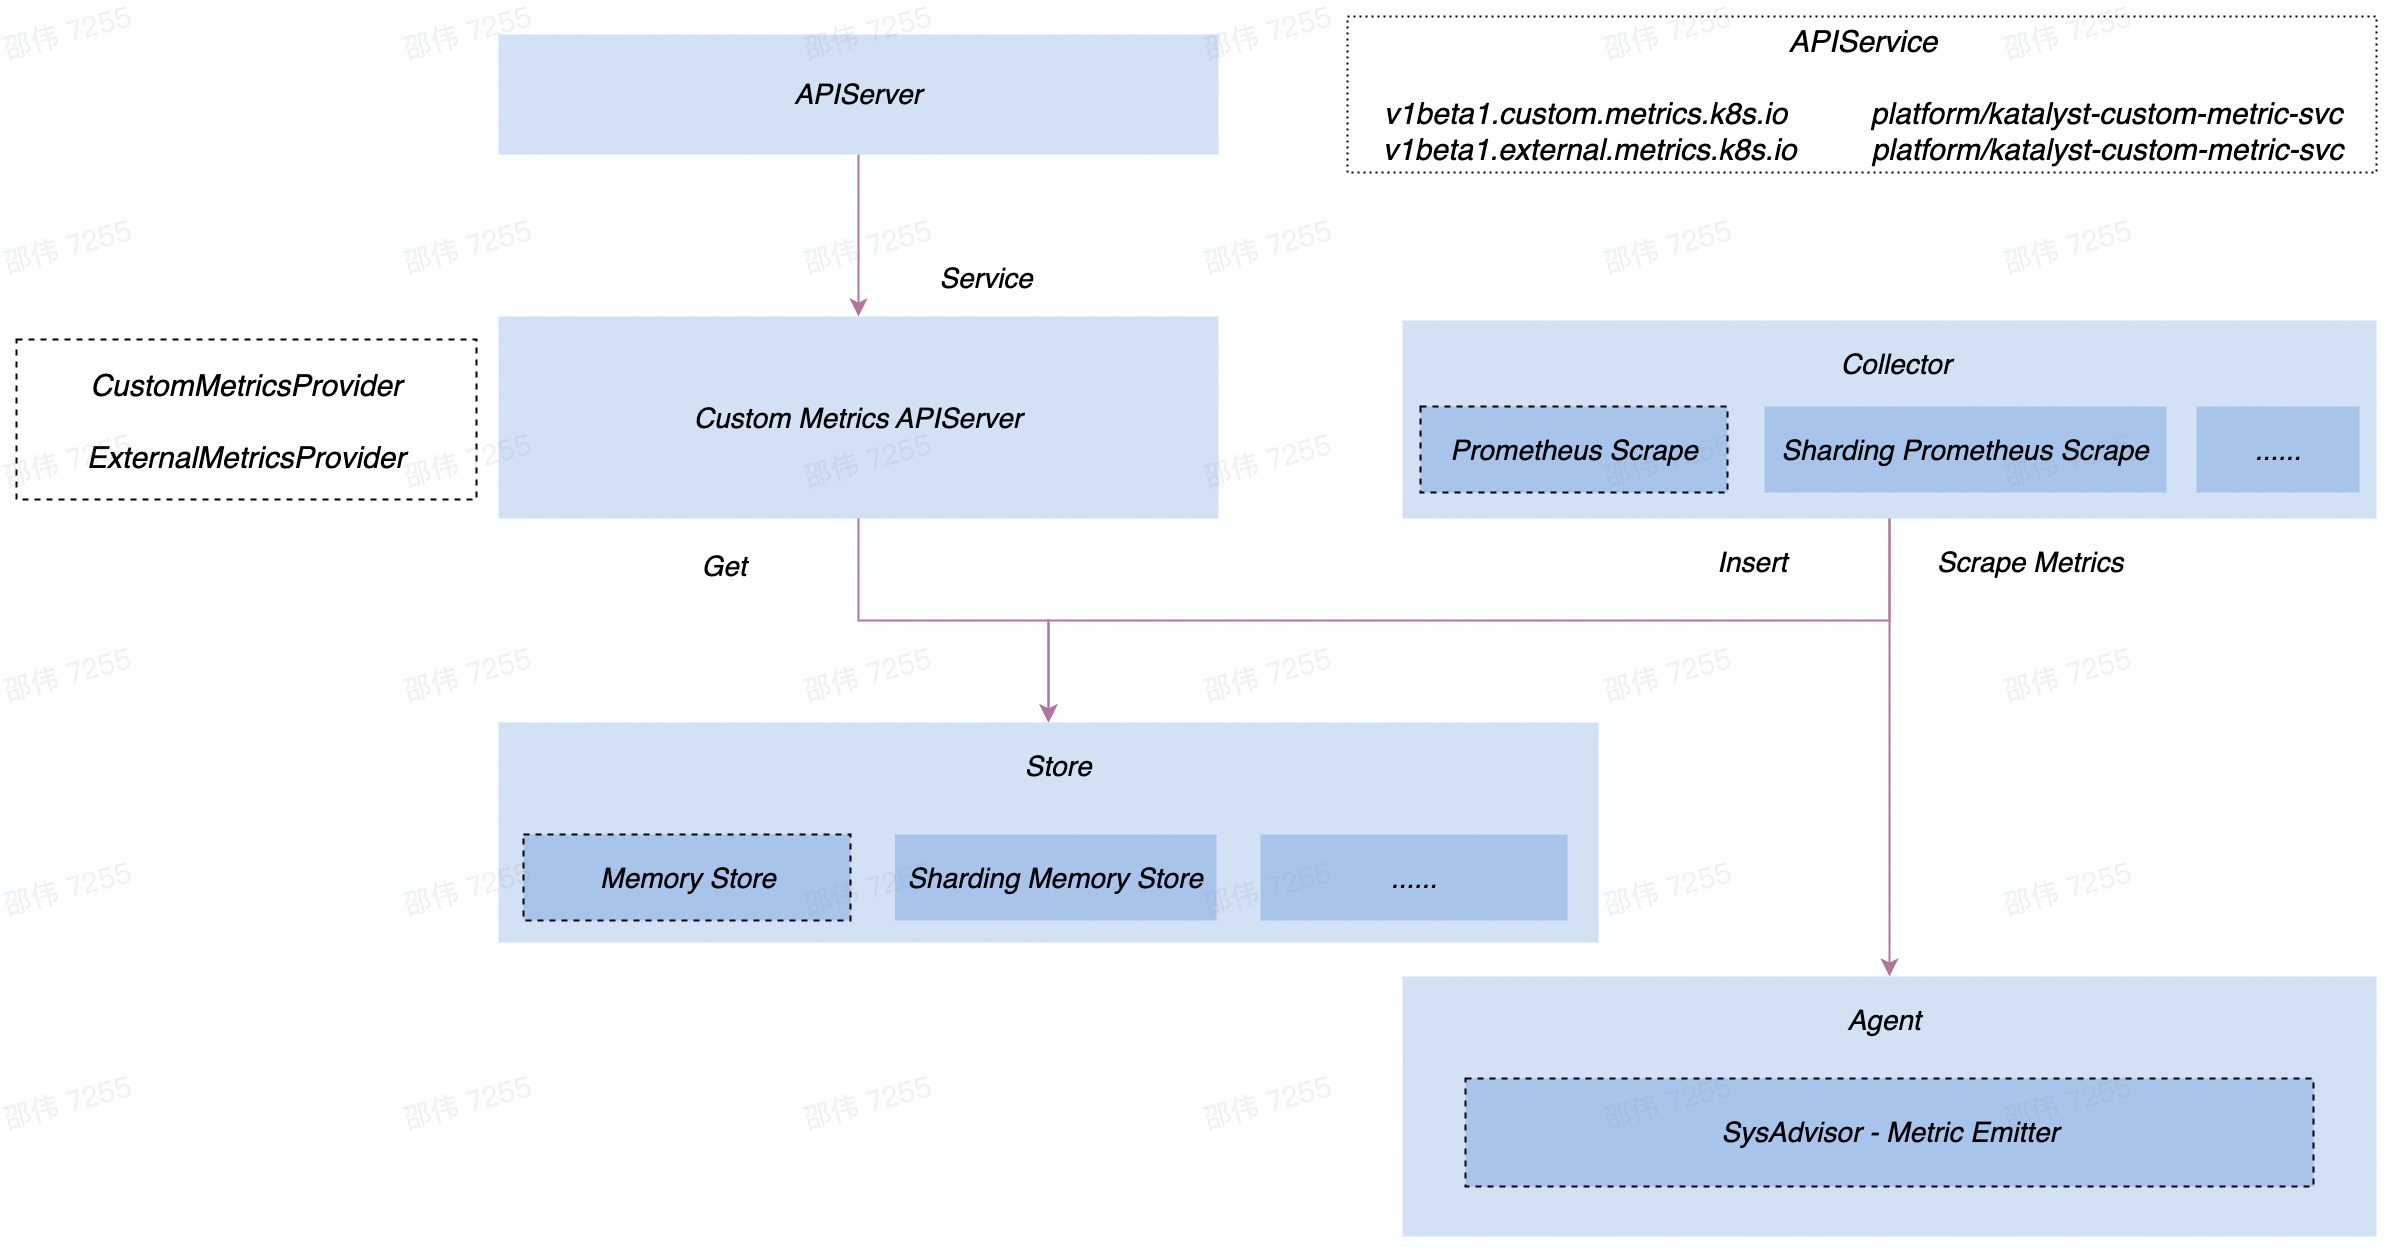 APIServer
APIService
v1beta1.custom.metrics.k8s.io platform/katalyst-custom-metric-svc
v1beta1.external.metrics.k8s.io platform/katalyst-custom-metric-svc
Service
CustomMetricsProvider
ExternalMetricsProvider
Custom Metrics APIServer
Collector
Prometheus Scrape
Sharding Prometheus Scrape
......
Get
Insert
Scrape Metrics
Store
Memory Store
Sharding Memory Store
......
Agent
SysAdvisor - Metric Emitter
邵伟 7255